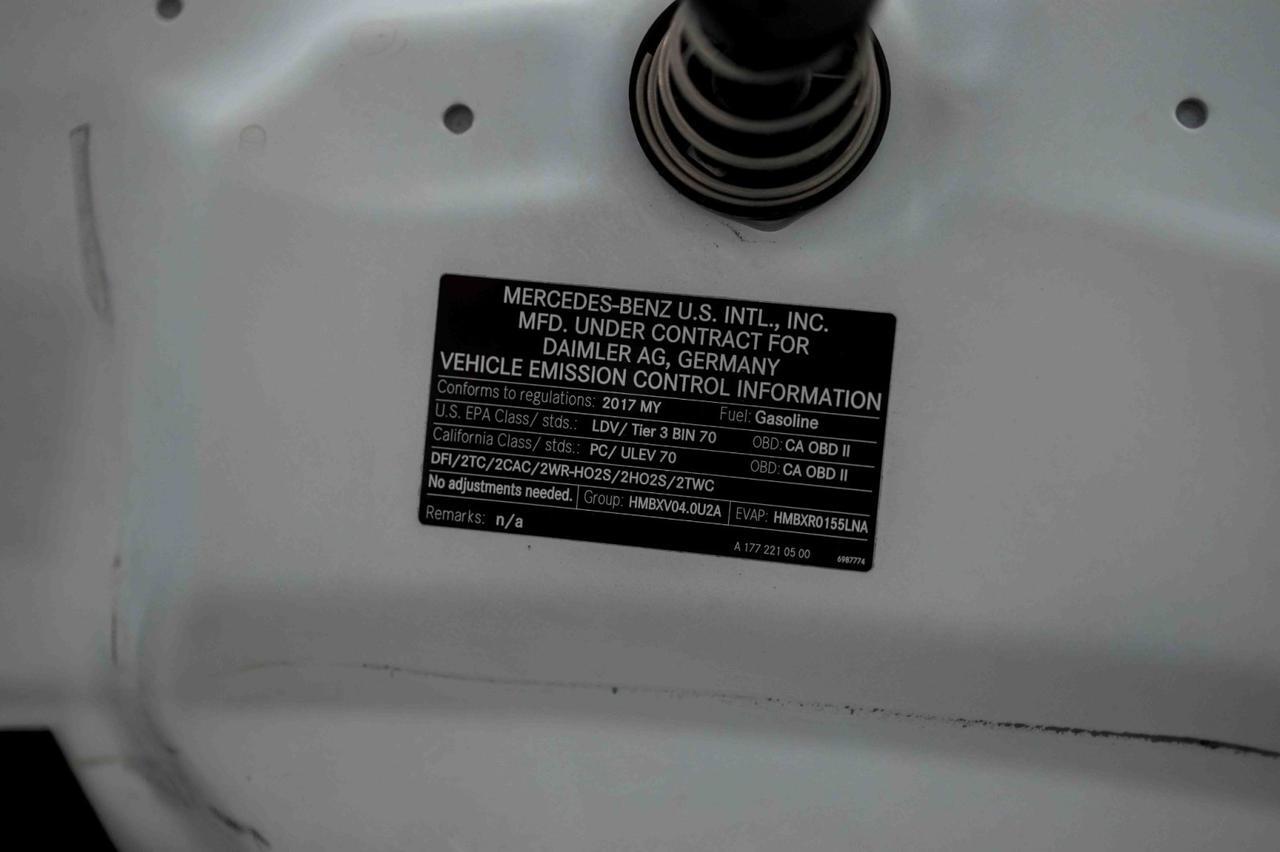 MERCEDES-BENZ U.S. INTL., INC.
MFD. UNDER CONTRACT FOR
DAIMLER AG, GERMANY
VEHICLE EMISSION CONTROL INFORMATION
Conforms to regulations: 2017 MY Fuel: Gasoline
U.S. EPA Class/ stds.: LDV/ Tier 3 BIN 70 OBD: CA OBD II
California Class/ stds.: PC/ ULEV 70 OBD: CA OBD II
DFI/2TC/2CAC/2WR-HO2S/2HO2S/2TWC
No adjustments needed. Group: HMBXV04.0U2A EVAP: HMBXR0155LNA
Remarks: n/a
A 177 221 05 00 6987774